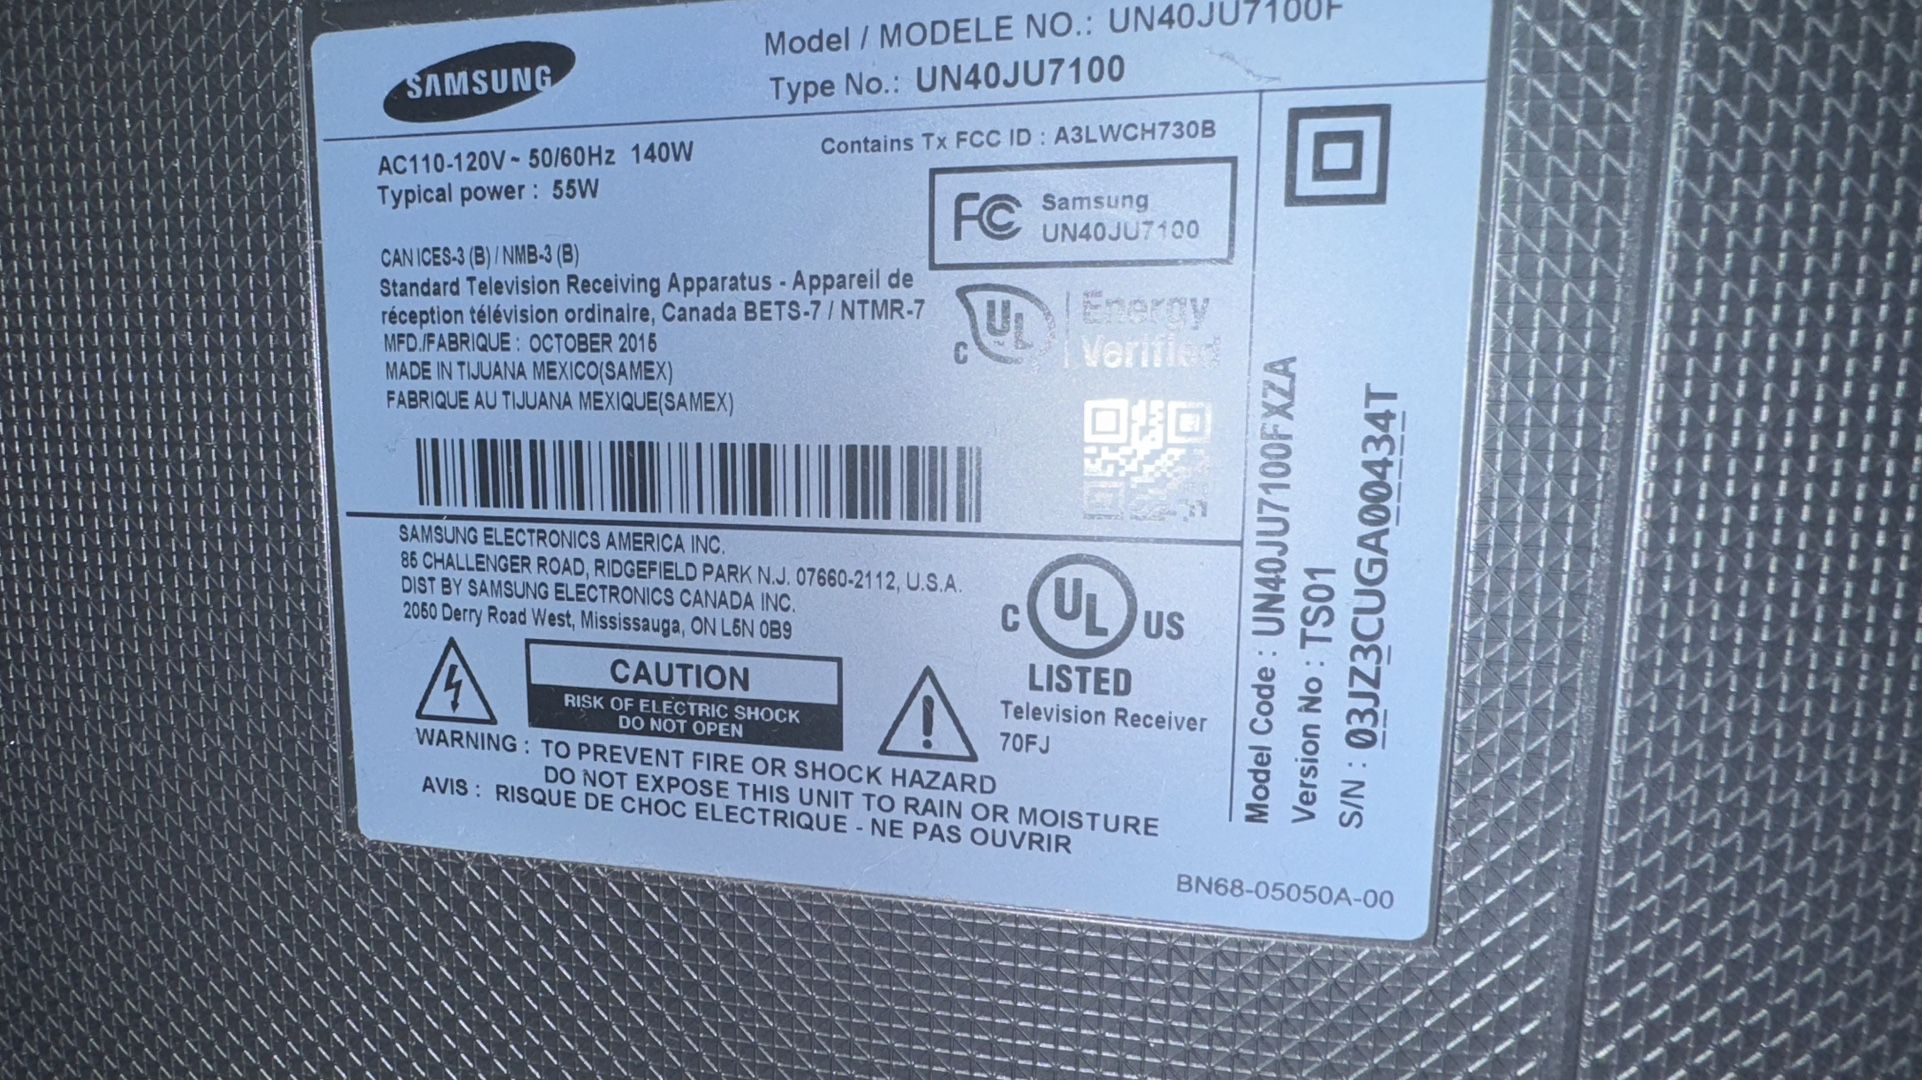 SAMSUNG
Model / MODELE NO.: UN40JU7100F
Type No.: UN40JU7100
AC110-120V~ 50/60Hz 140W
Typical power : 55W
Contains Tx FCC ID : A3LWCH730B
FC Samsung
UN40JU7100
CAN ICES-3 (B) / NMB-3 (B)
Standard Television Receiving Apparatus - Appareil de
réception télévision ordinaire, Canada BETS-7 / NTMR-7
MFD./FABRIQUE : OCTOBER 2015
MADE IN TIJUANA MEXICO(SAMEX)
FABRIQUE AU TIJUANA MEXIQUE(SAMEX)
C UL Energy
Verified
SAMSUNG ELECTRONICS AMERICA INC.
85 CHALLENGER ROAD, RIDGEFIELD PARK N.J. 07660-2112, U.S.A.
DIST BY SAMSUNG ELECTRONICS CANADA INC.
2050 Derry Road West, Mississauga, ON L5N 0B9
C UL US
LISTED
Television Receiver
70FJ
CAUTION
RISK OF ELECTRIC SHOCK
DO NOT OPEN
WARNING : TO PREVENT FIRE OR SHOCK HAZARD
DO NOT EXPOSE THIS UNIT TO RAIN OR MOISTURE
AVIS : RISQUE DE CHOC ELECTRIQUE - NE PAS OUVRIR
Model Code : UN40JU7100FXZA
Version No : TS01
S/N : 03JZ3CUGA00434T
BN68-05050A-00